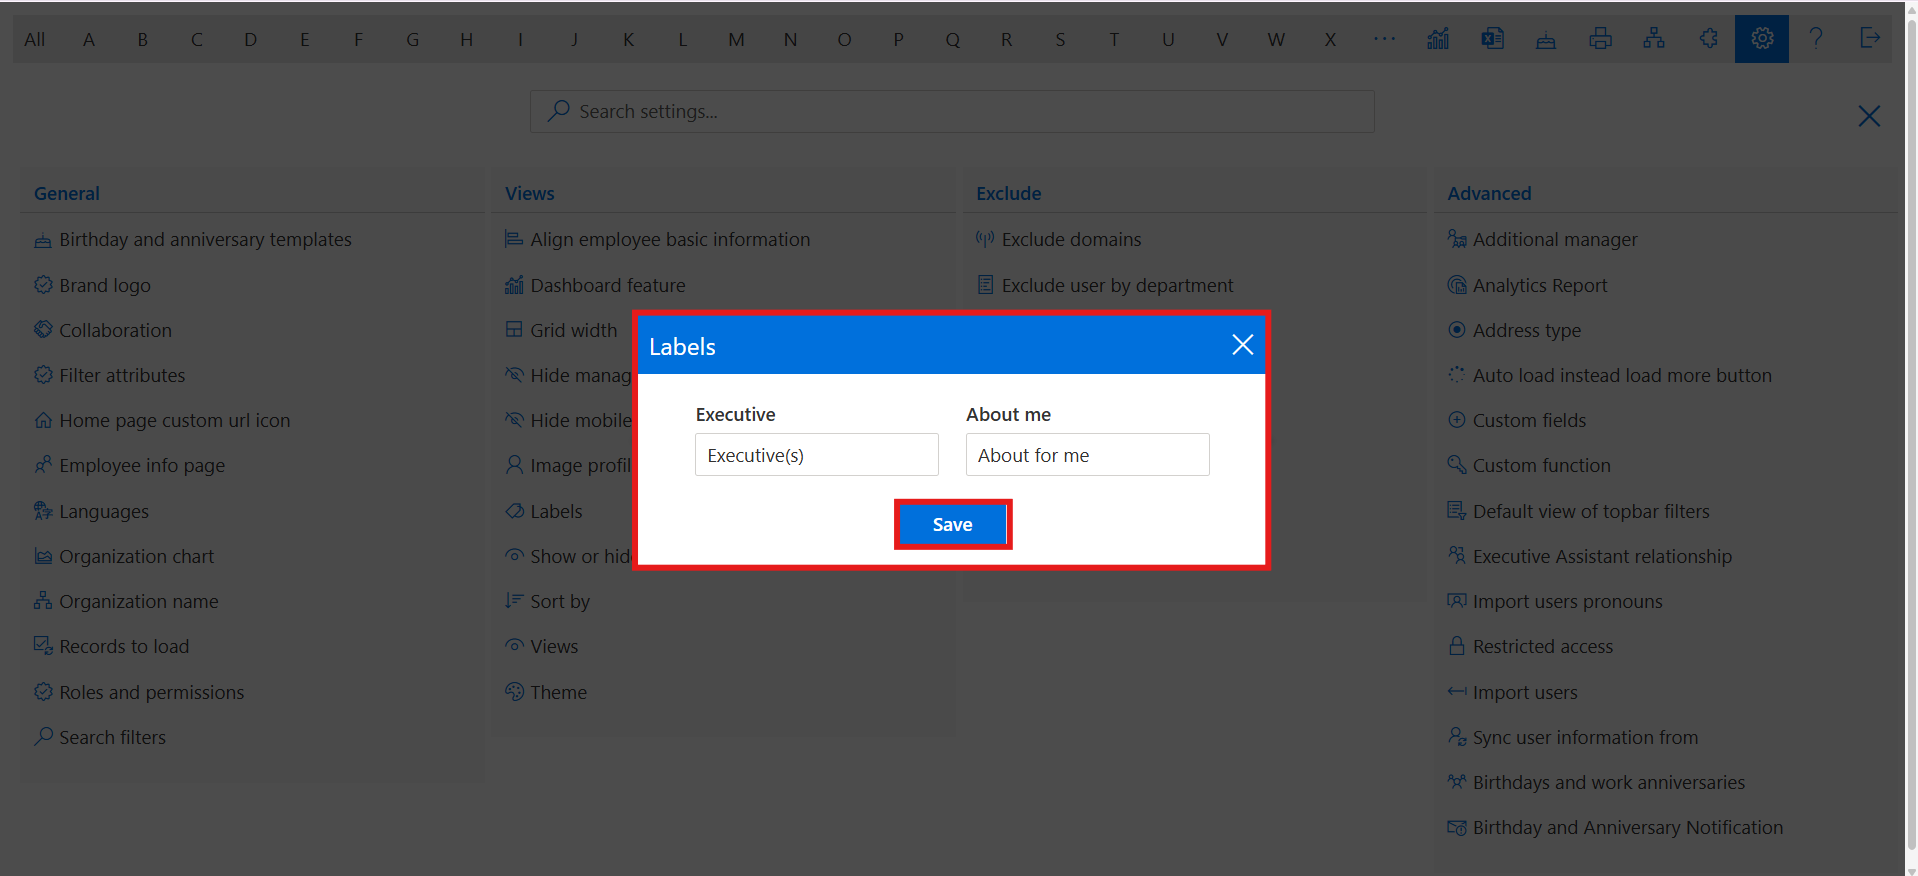 All A B C D E F G H I J K L M N O P Q R S T U V W X ...
Search settings...
General
Birthday and anniversary templates
Brand logo
Collaboration
Filter attributes
Home page custom url icon
Employee info page
Languages
Organization chart
Organization name
Records to load
Roles and permissions
Search filters
Views
Align employee basic information
Dashboard feature
Grid width
Hide manag
Hide mobile
Image profil
Labels
Show or hid
Sort by
Views
Theme
Exclude
Exclude domains
Exclude user by department
Labels
Executive
About me
Executive(s)
About for me
Save
Advanced
Additional manager
Analytics Report
Address type
Auto load instead load more button
Custom fields
Custom function
Default view of topbar filters
Executive Assistant relationship
Import users pronouns
Restricted access
Import users
Sync user information from
Birthdays and work anniversaries
Birthday and Anniversary Notification